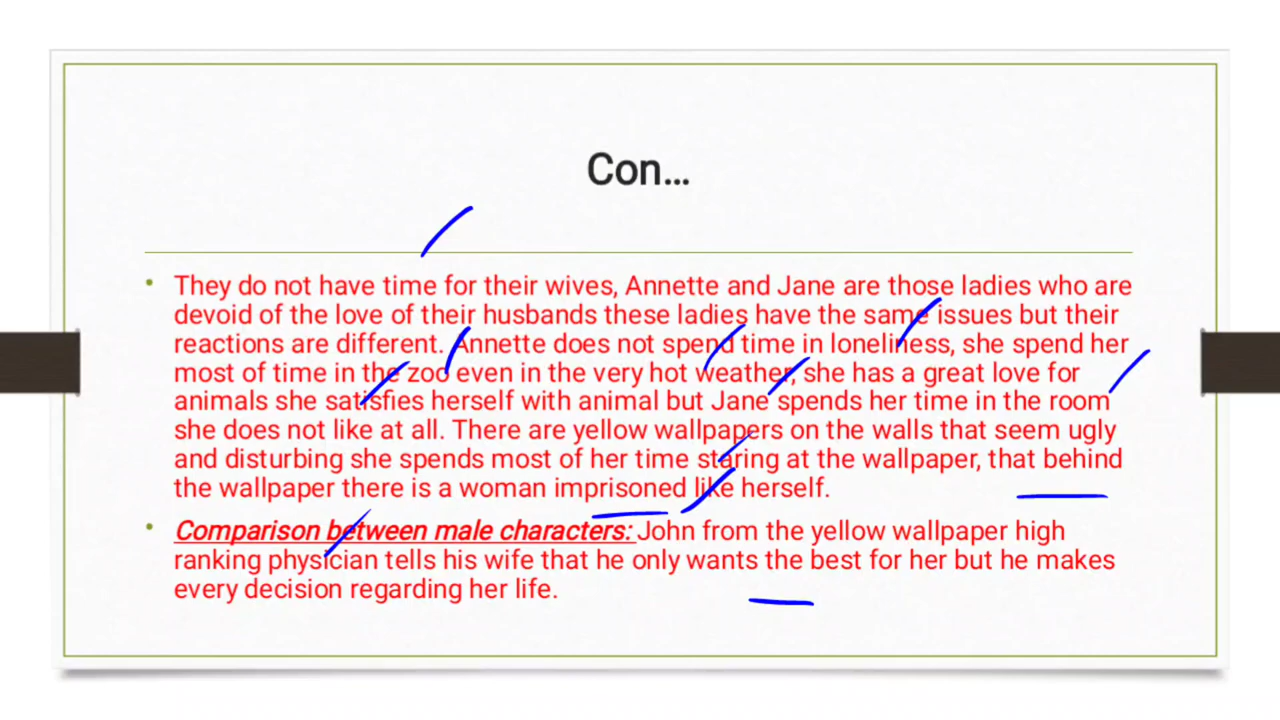 Con...
• They do not have time for their wives, Annette and Jane are those ladies who are
devoid of the love of their husbands these ladies have the same issues but their
reactions are different. Annette does not spend time in loneliness, she spend her
most of time in the zoo even in the very hot weather, she has a great love for
animals she satisfies herself with animal but Jane spends her time in the room
she does not like at all. There are yellow wallpapers on the walls that seem ugly
and disturbing she spends most of her time staring at the wallpaper, that behind
the wallpaper there is a woman imprisoned like herself.
• Comparison between male characters: John from the yellow wallpaper high
ranking physician tells his wife that he only wants the best for her but he makes
every decision regarding her life.